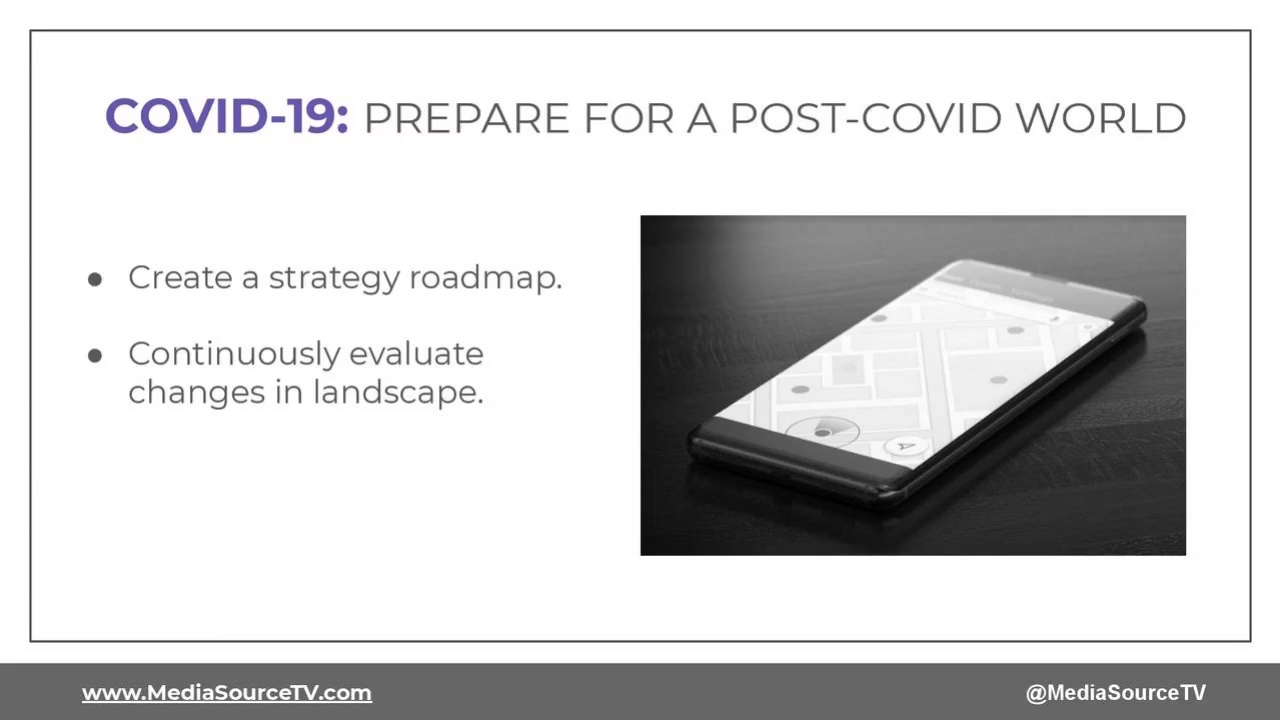 COVID-19: PREPARE FOR A POST-COVID WORLD
● Create a strategy roadmap.
● Continuously evaluate
changes in landscape.
www.MediaSourceTV.com
@MediaSourceTV